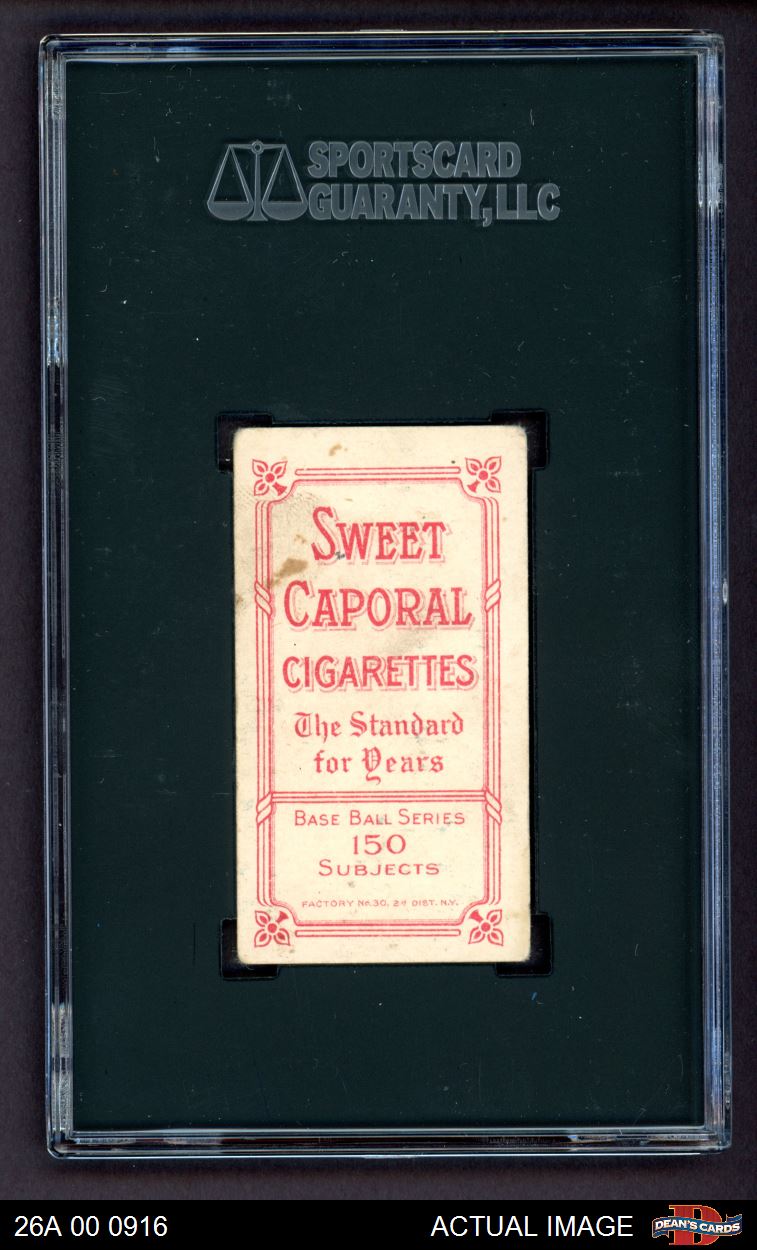 SPORTSCARD
GUARANTY, LLC
SWEET
CAPORAL
CIGARETTES
The Standard
for Years
BASE BALL SERIES
150
SUBJECTS
FACTORY No. 30, 2d DIST. N.Y.
26A 00 0916
ACTUAL IMAGE
D
DEAN'S CARDS